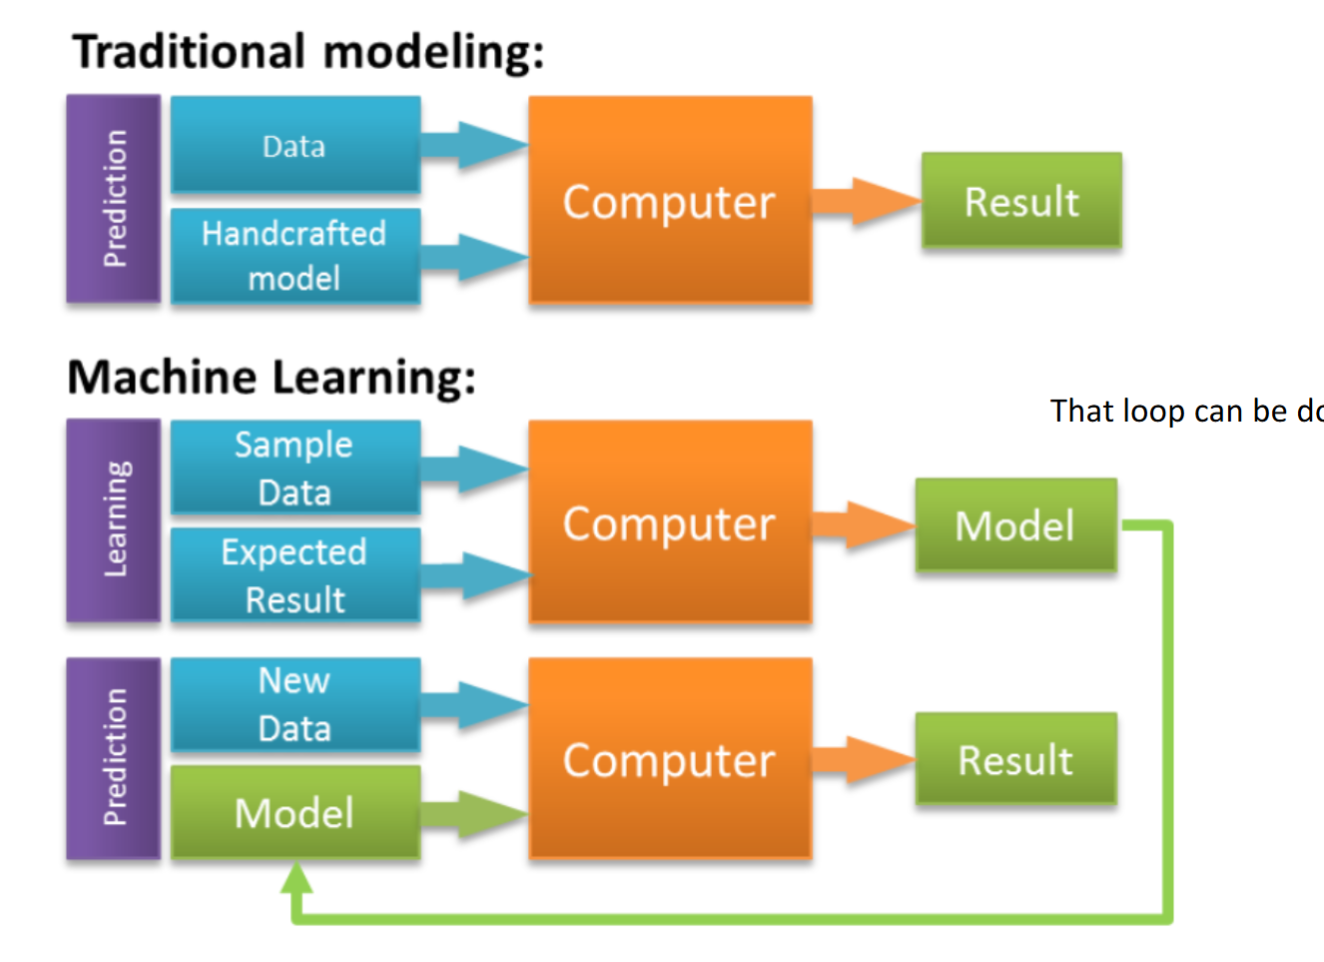 Traditional modeling:
Prediction
Data
Handcrafted
model
Computer
Result
Machine Learning:
That loop can be
Learning
Sample
Data
Expected
Result
Computer
Model
Prediction
New
Data
Model
Computer
Result